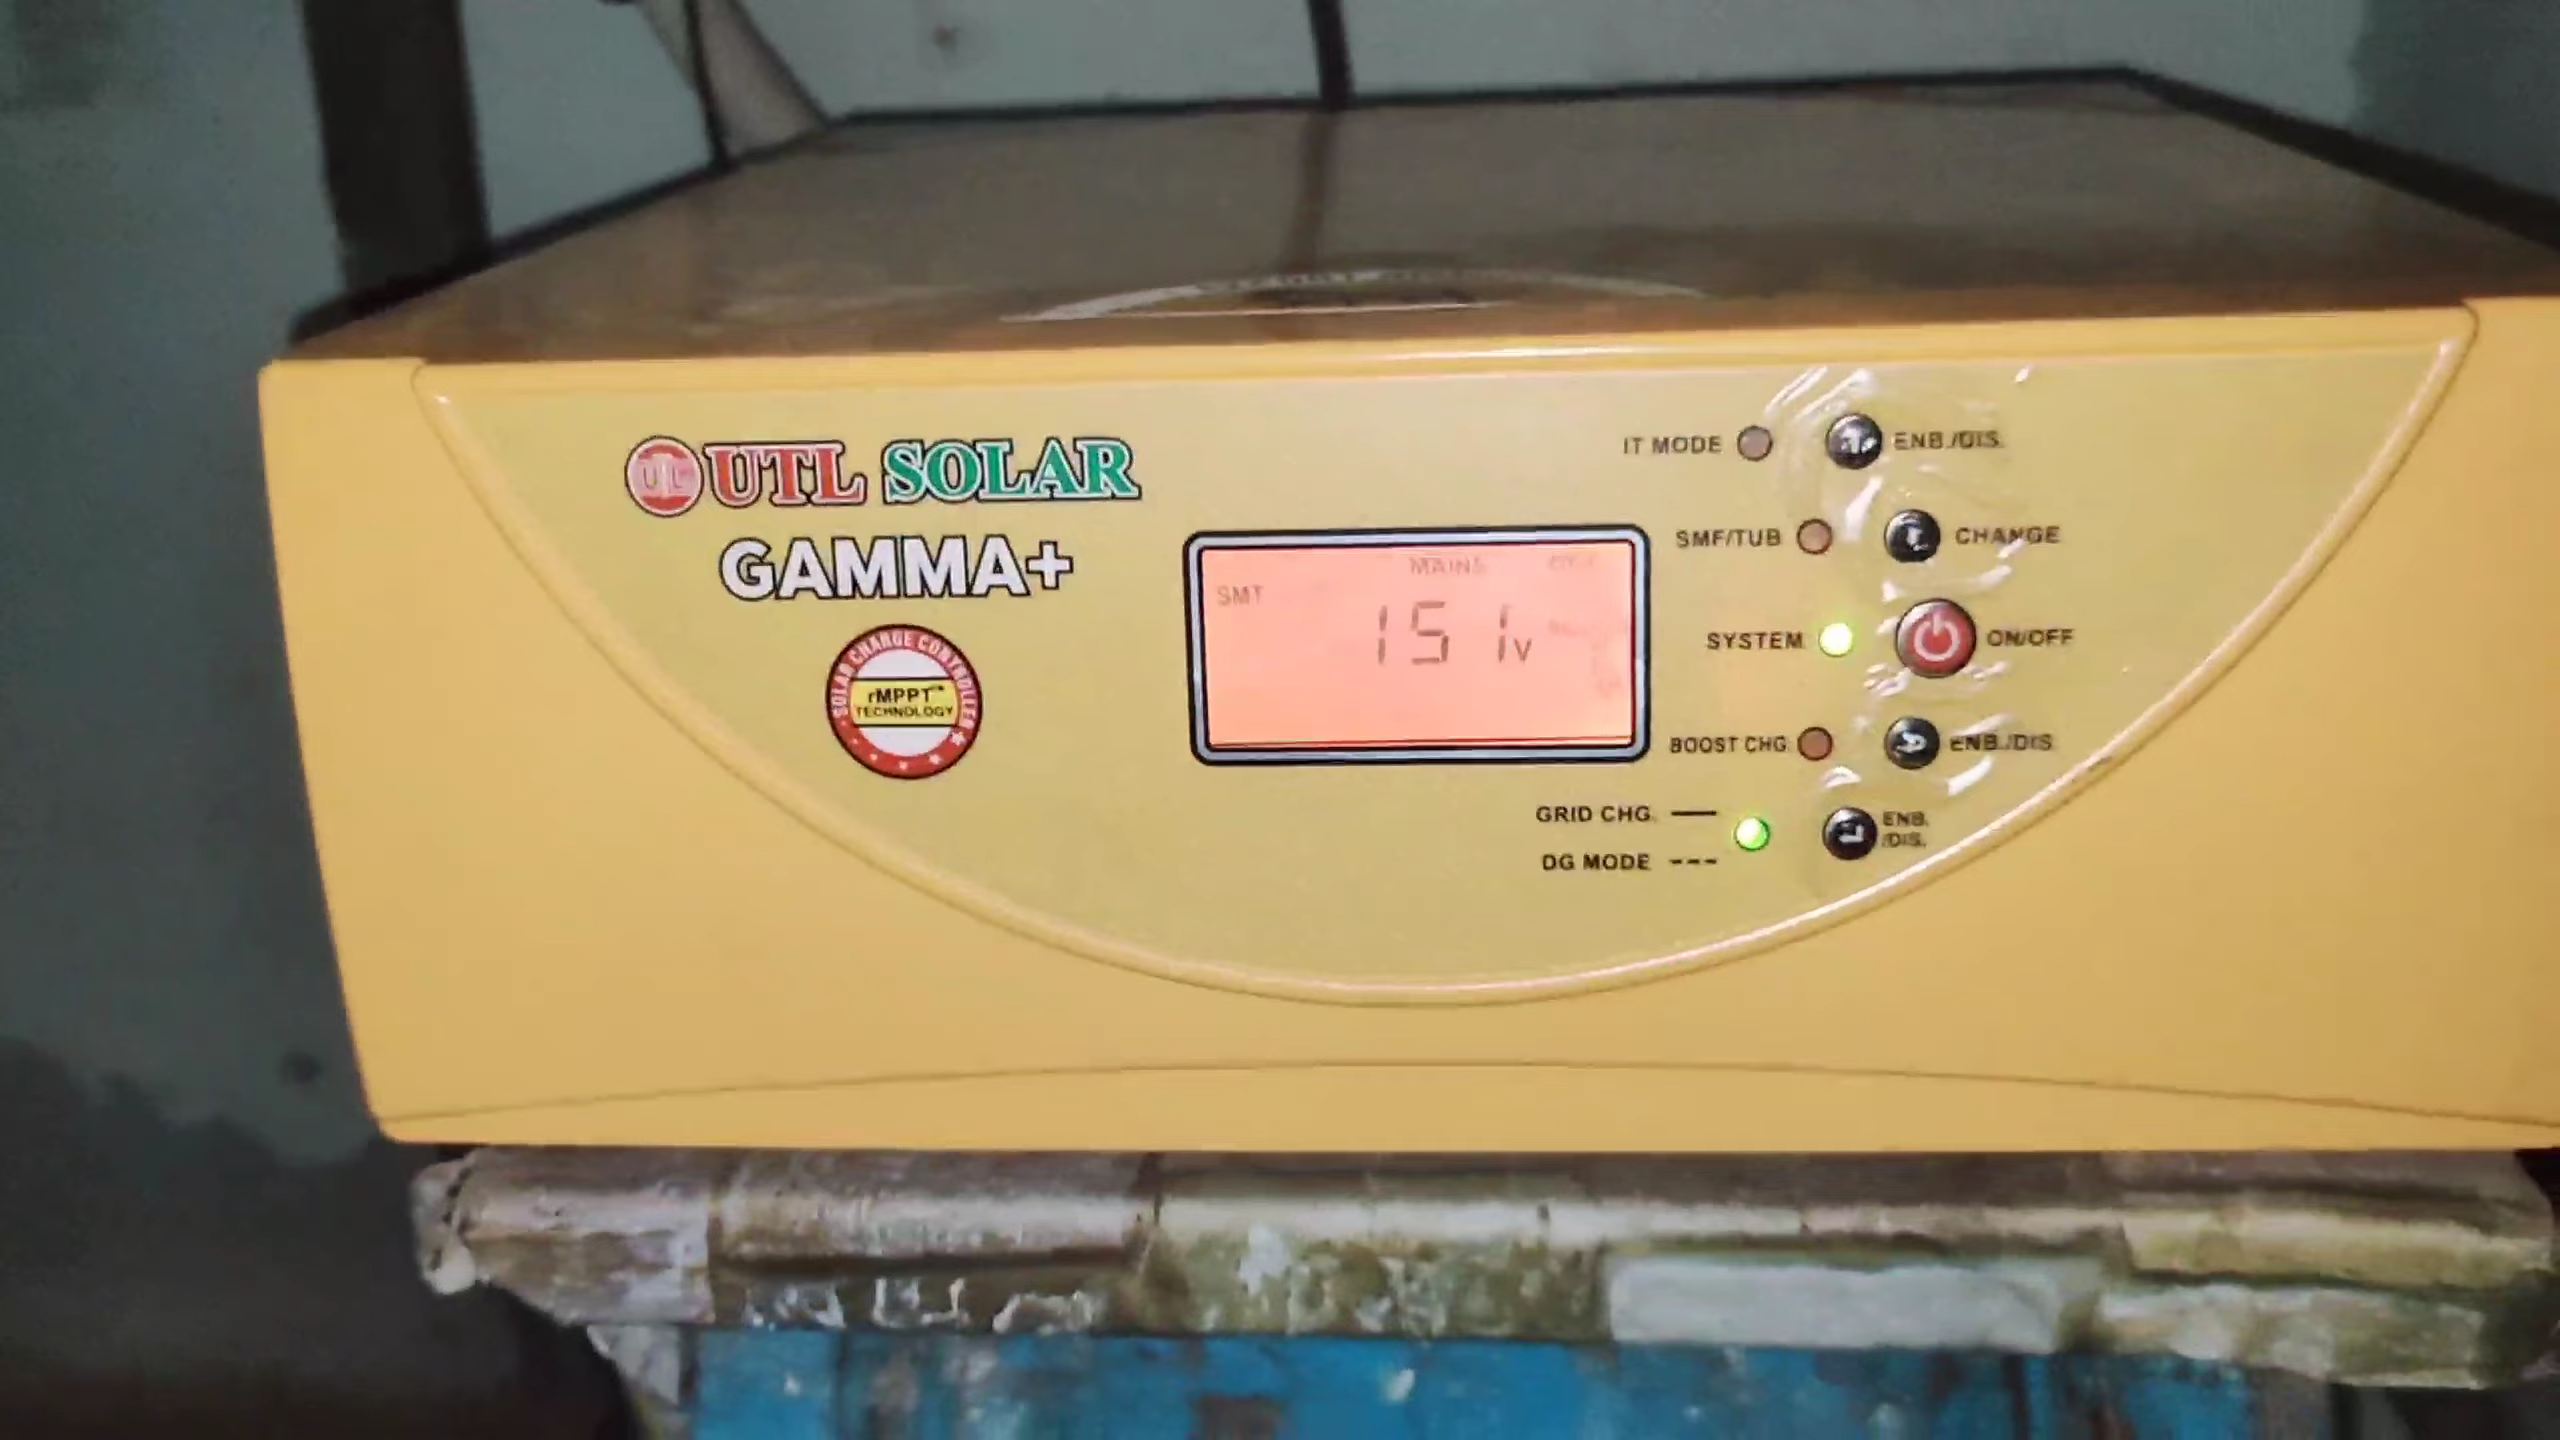 UTL SOLAR
GAMMA+
SOLAR CHARGE CONTROLLER
rMPPT™
TECHNOLOGY
MAINS
SMT
151v
IT MODE ENB./DIS.
SMF/TUB CHANGE
SYSTEM ON/OFF
BOOST CHG. ENB./DIS.
GRID CHG.
DG MODE
ENB.
/DIS.